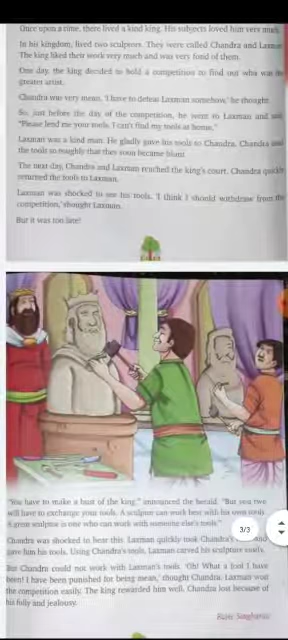 Once upon a time, there lived a kind king. His subjects loved him very much.
In his kingdom, lived two sculptors. They were called Chandra and Laxman.
The king liked their work very much and was very fond of them.
One day, the king decided to hold a competition to find out who was the
greater artist.
Chandra was very mean. 'I have to defeat Laxman somehow,' he thought.
So, just before the day of the competition, he went to Laxman and said,
"Please lend me your tools. I can't find my tools at home."
Laxman was a kind man. He gladly gave his tools to Chandra. Chandra used
the tools so roughly that they soon became blunt.
The next day, Chandra and Laxman reached the king's court. Chandra quickly
returned the tools to Laxman.
Laxman was shocked to see his tools. 'I think I should withdraw from the
competition,' thought Laxman.
But it was too late!
"You have to make a bust of the king," announced the herald. "But you two
will have to exchange your tools. A sculptor can work best with his own tools.
A great sculptor is one who can work with someone else's tools."
3/3
Chandra was shocked to hear this. Laxman quickly took Chandra's and
gave him his tools. Using Chandra's tools, Laxman carved his sculpture easily.
But Chandra could not work with Laxman's tools. 'Oh! What a fool I have
been! I have been punished for being mean,' thought Chandra. Laxman won
the competition easily. The king rewarded him well. Chandra lost because of
his folly and jealousy.